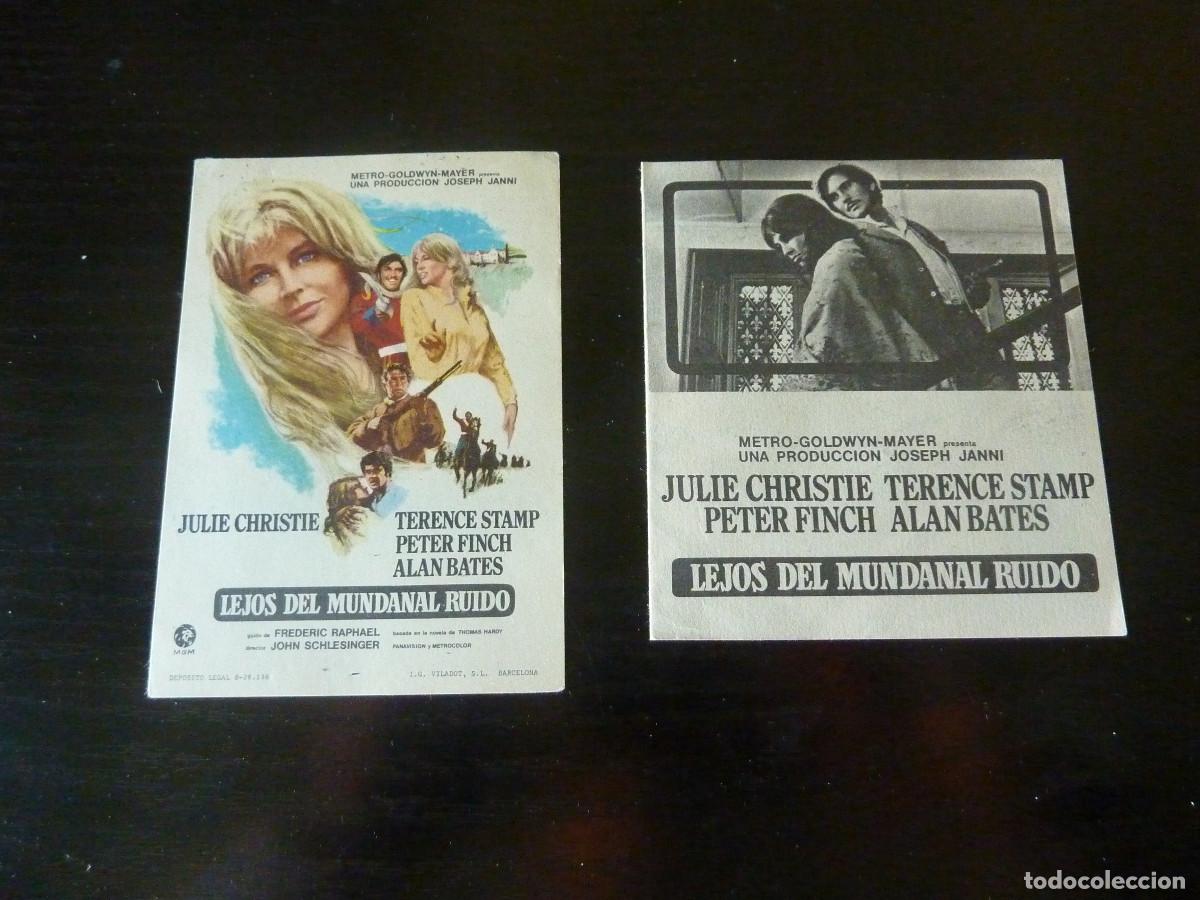 METRO-GOLDWYN-MAYER presenta
UNA PRODUCCION JOSEPH JANNI
JULIE CHRISTIE
TERENCE STAMP
PETER FINCH
ALAN BATES
LEJOS DEL MUNDANAL RUIDO
MGM
guión de FREDERIC RAPHAEL basada en la novela de THOMAS HARDY
director JOHN SCHLESINGER PANAVISION y METROCOLOR
DEPOSITO LEGAL I.G. VILADOT, S.L. BARCELONA
METRO-GOLDWYN-MAYER presenta
UNA PRODUCCION JOSEPH JANNI
JULIE CHRISTIE TERENCE STAMP
PETER FINCH ALAN BATES
LEJOS DEL MUNDANAL RUIDO
todocoleccion